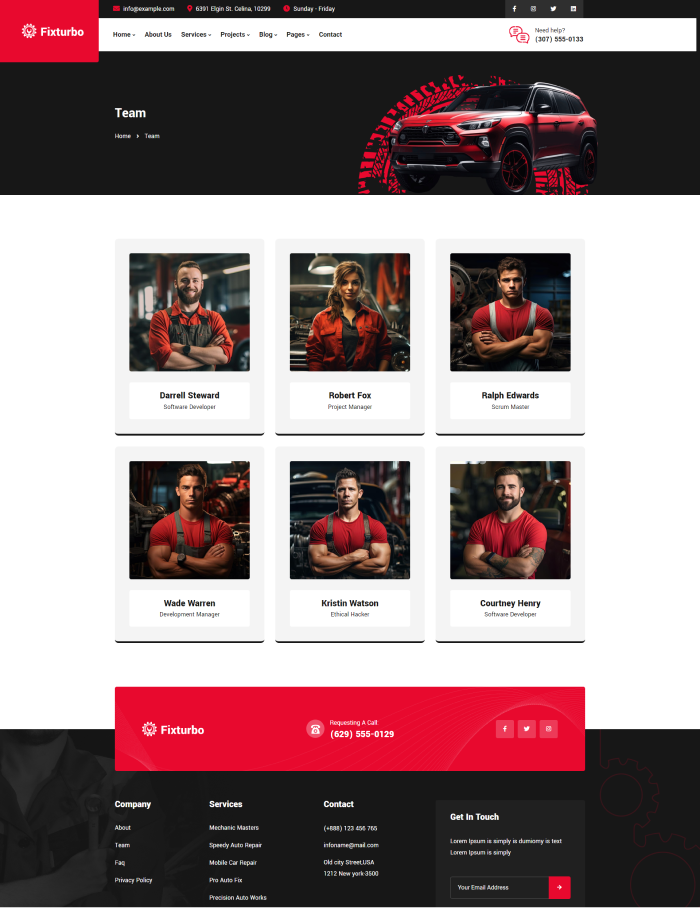 info@example.com
6391 Elgin St. Celina, 10299
Sunday - Friday
Fixturbo
Home
About Us
Services
Projects
Blog
Pages
Contact
Need help?
(307) 555-0133
Team
Home
Team
Darrell Steward
Software Developer
Robert Fox
Project Manager
Ralph Edwards
Scrum Master
Wade Warren
Development Manager
Kristin Watson
Ethical Hacker
Courtney Henry
Software Developer
Fixturbo
Requesting A Call:
(629) 555-0129
Company
About
Team
Faq
Privacy Policy
Services
Mechanic Masters
Speedy Auto Repair
Mobile Car Repair
Pro Auto Fix
Precision Auto Works
Contact
(+888) 123 456 765
infoname@mail.com
Old city Street,USA
1212 New york-3500
Get In Touch
Lorem Ipsum is simply is dumiomy is text
Lorem Ipsum is simply
Your Email Address